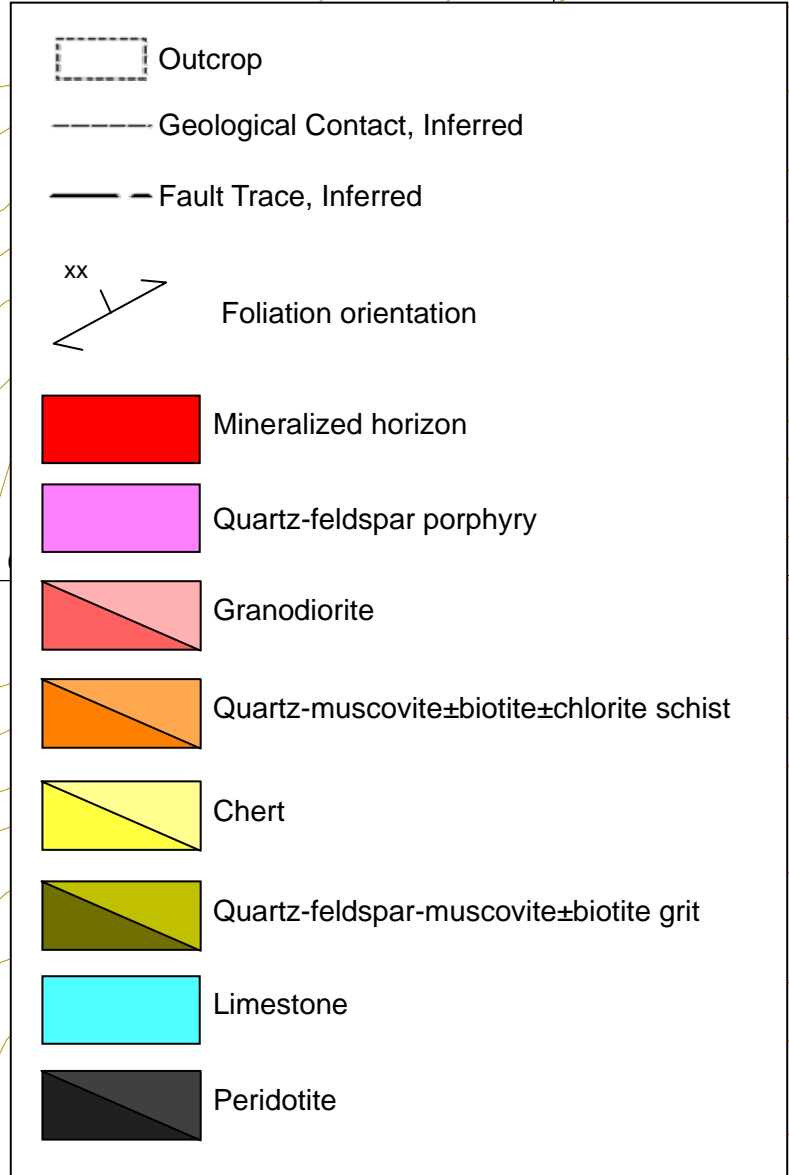 Outcrop
Geological Contact, Inferred
Fault Trace, Inferred
xx
Foliation orientation
Mineralized horizon
Quartz-feldspar porphyry
Granodiorite
Quartz-muscovite±biotite±chlorite schist
Chert
Quartz-feldspar-muscovite±biotite grit
Limestone
Peridotite